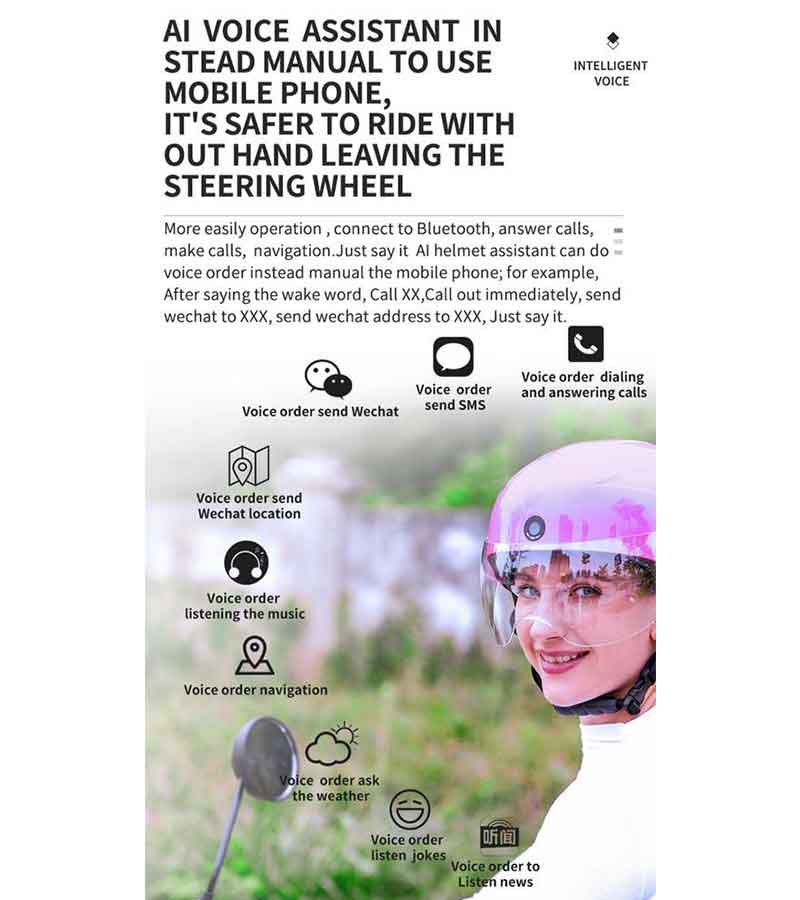 AI VOICE ASSISTANT IN
STEAD MANUAL TO USE
MOBILE PHONE,
IT'S SAFER TO RIDE WITH
OUT HAND LEAVING THE
STEERING WHEEL
INTELLIGENT
VOICE
More easily operation , connect to Bluetooth, answer calls,
make calls, navigation.Just say it AI helmet assistant can do
voice order instead manual the mobile phone; for example,
After saying the wake word, Call XX,Call out immediately, send
wechat to XXX, send wechat address to XXX, Just say it.
Voice order send Wechat
Voice order
send SMS
Voice order dialing
and answering calls
Voice order send
Wechat location
Voice order
listening the music
Voice order navigation
Voice order ask
the weather
Voice order
listen jokes
听闻
Voice order to
Listen news